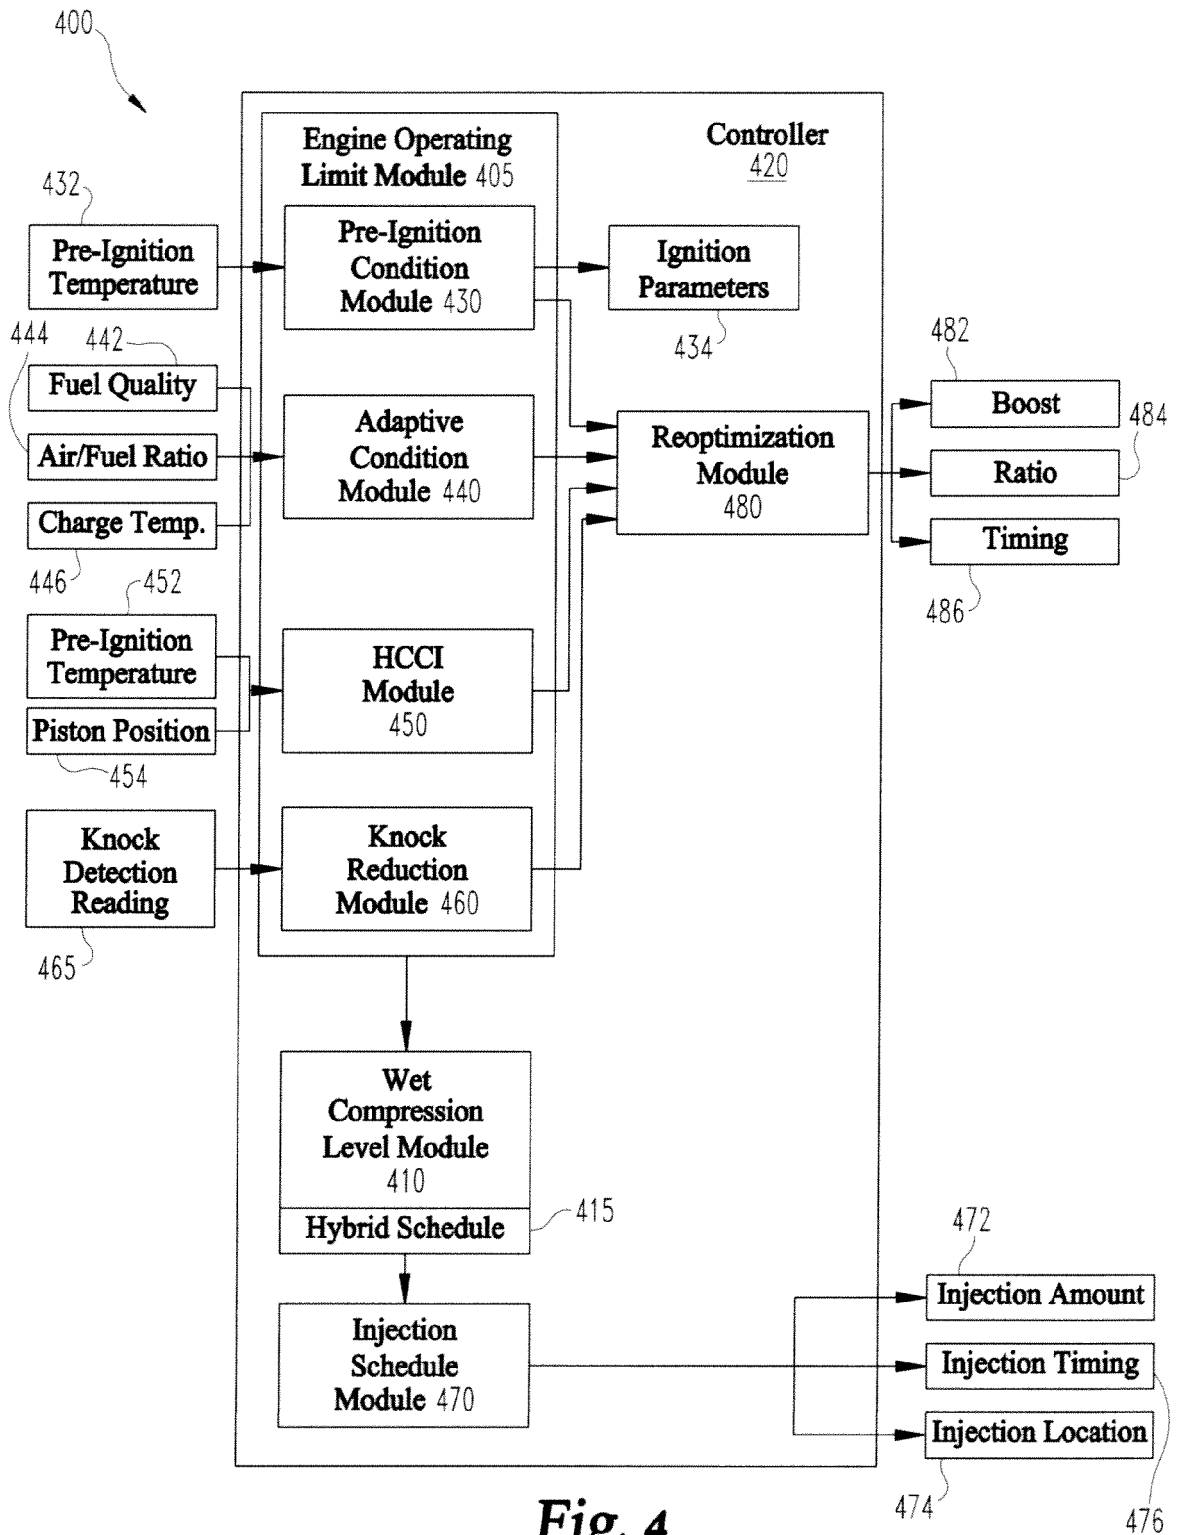 400
Controller
420
Engine Operating
Limit Module 405
432
Pre-Ignition
Temperature
Pre-Ignition
Condition
Module 430
Ignition
Parameters
434
444
442
Fuel Quality
Air/Fuel Ratio
Charge Temp.
446
Adaptive
Condition
Module 440
Reoptimization
Module
480
482
Boost
484
Ratio
Timing
486
452
Pre-Ignition
Temperature
Piston Position
454
HCCI
Module
450
Knock
Detection
Reading
465
Knock
Reduction
Module 460
Wet
Compression
Level Module
410
Hybrid Schedule
415
Injection
Schedule
Module 470
472
Injection Amount
Injection Timing
Injection Location
474
476
Fig. 4